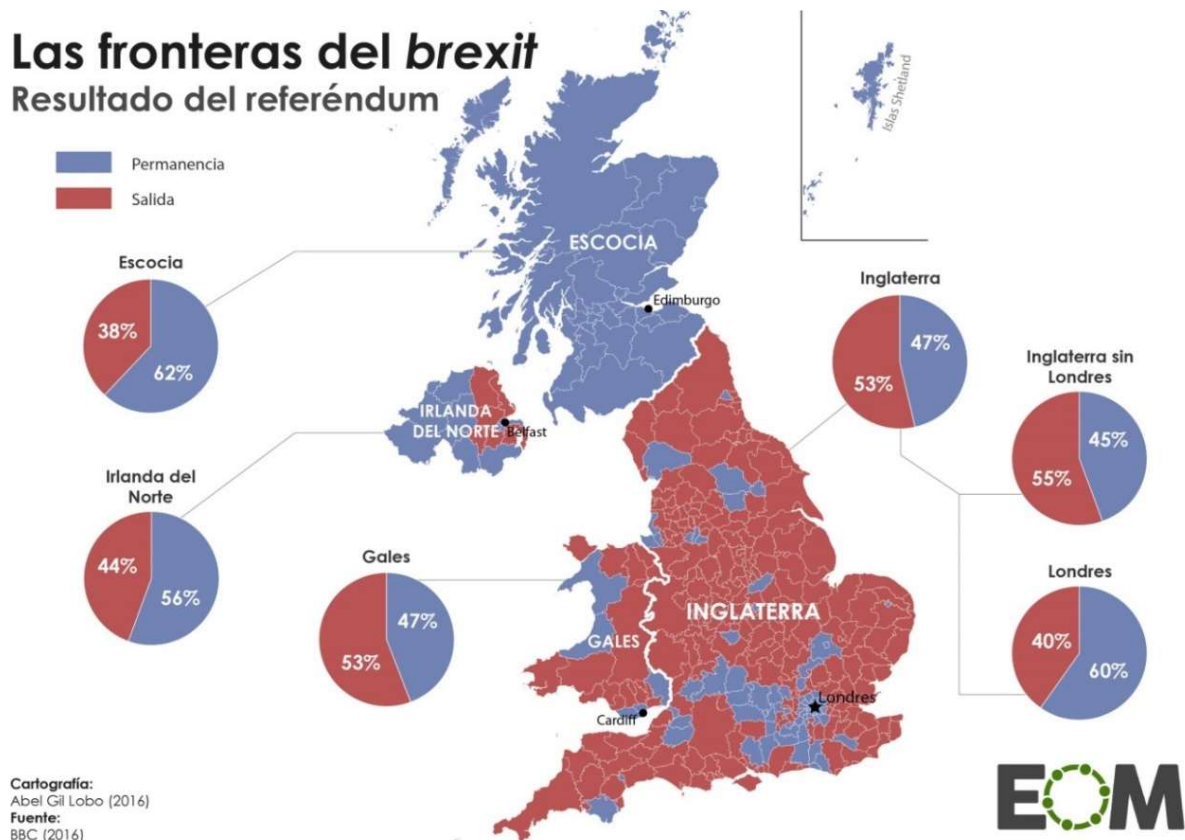 Las fronteras del brexit
Resultado del referéndum
Permanencia
Salida
Islas Shetland
ESCOCIA
Edimburgo
Escocia
38%
62%
IRLANDA
DEL NORTE
Belfast
Irlanda del
Norte
44%
56%
Gales
47%
53%
GALES
Cardiff
INGLATERRA
Londres
Inglaterra
47%
53%
Inglaterra sin
Londres
45%
55%
Londres
40%
60%
Cartografía:
Abel Gil Lobo (2016)
Fuente:
BBC (2016)
EOM